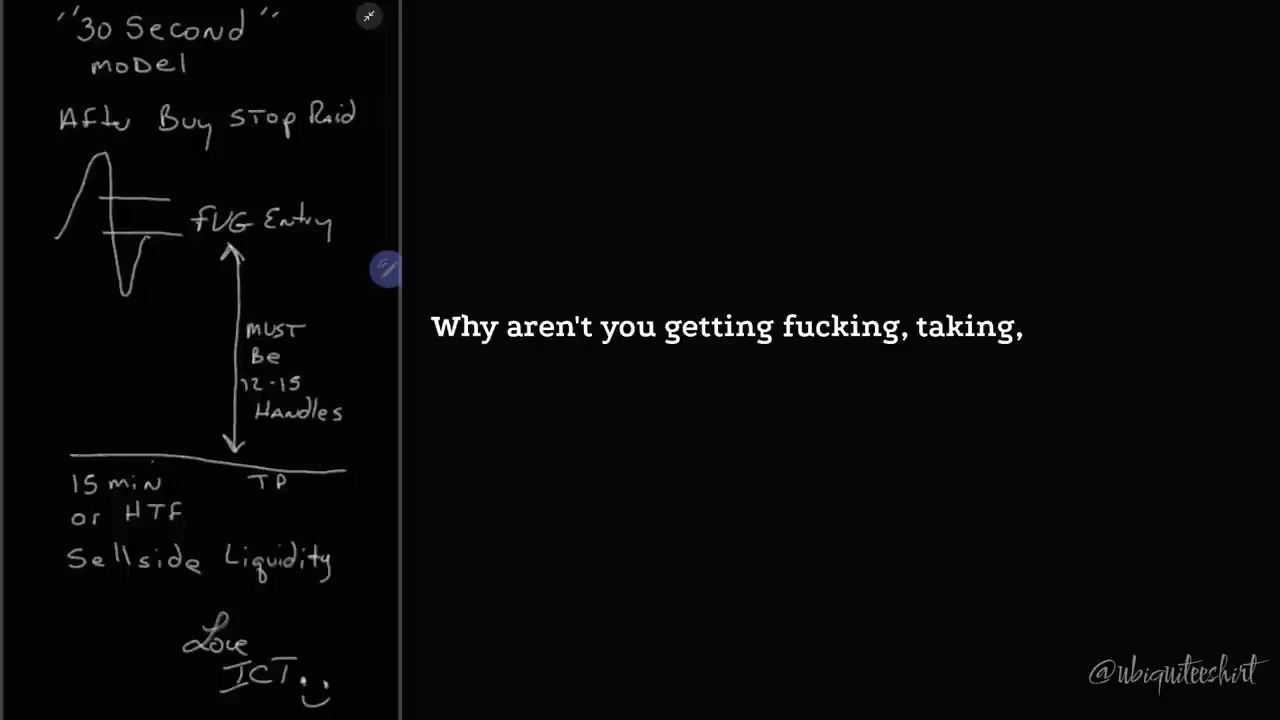 "30 Second"
moDel
After Buy STop Raid
FVG Entry
MUST
Be
12-15
HANdles
15 miN
TP
or HTF
Sellside Liquidity
Love
ICT
Why aren't you getting fucking, taking,
@ubiquiteeshirt